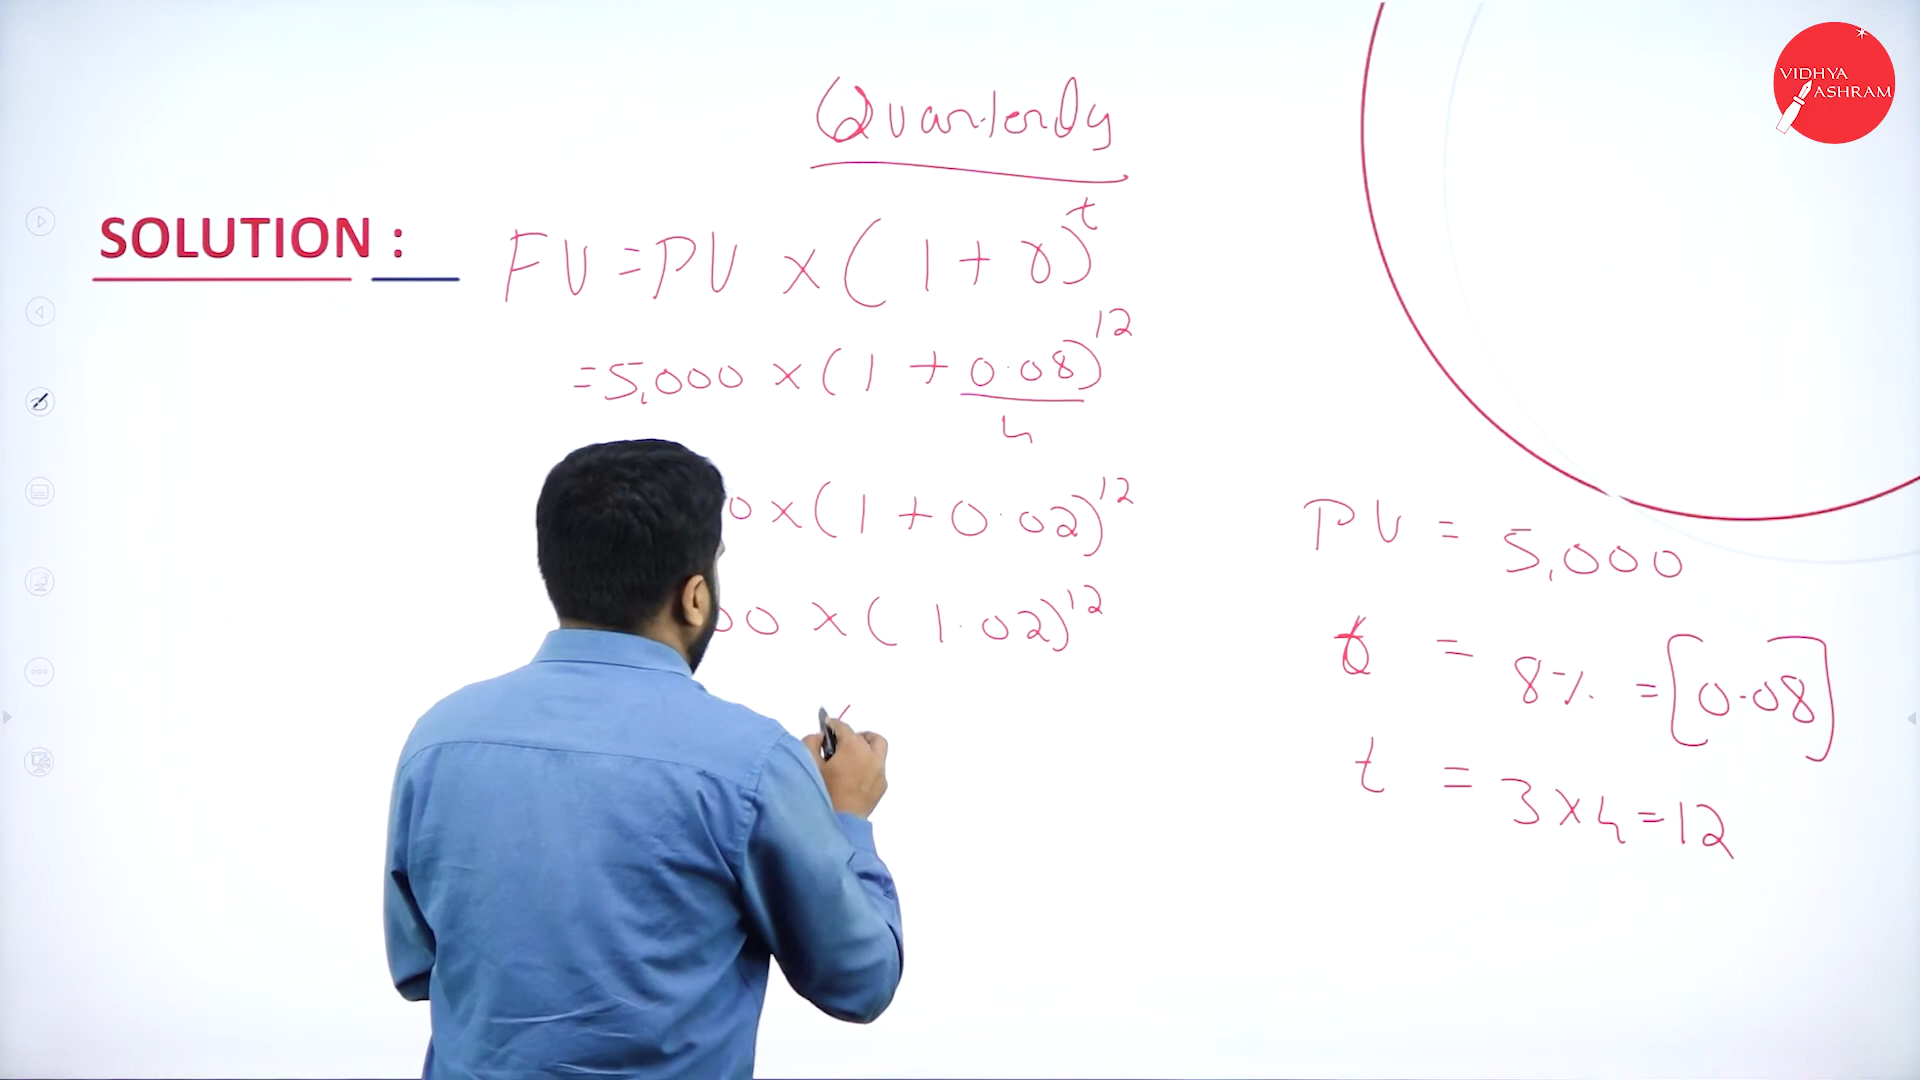 VIDHYA
ASHRAM
Quarterly
SOLUTION :
FV = PV × (1 + r)^t
= 5,000 × (1 + 0.08/4)^12
0 × (1 + 0.02)^12
00 × (1.02)^12
PV = 5,000
= 8% = [0.08]
t = 3 × 4 = 12